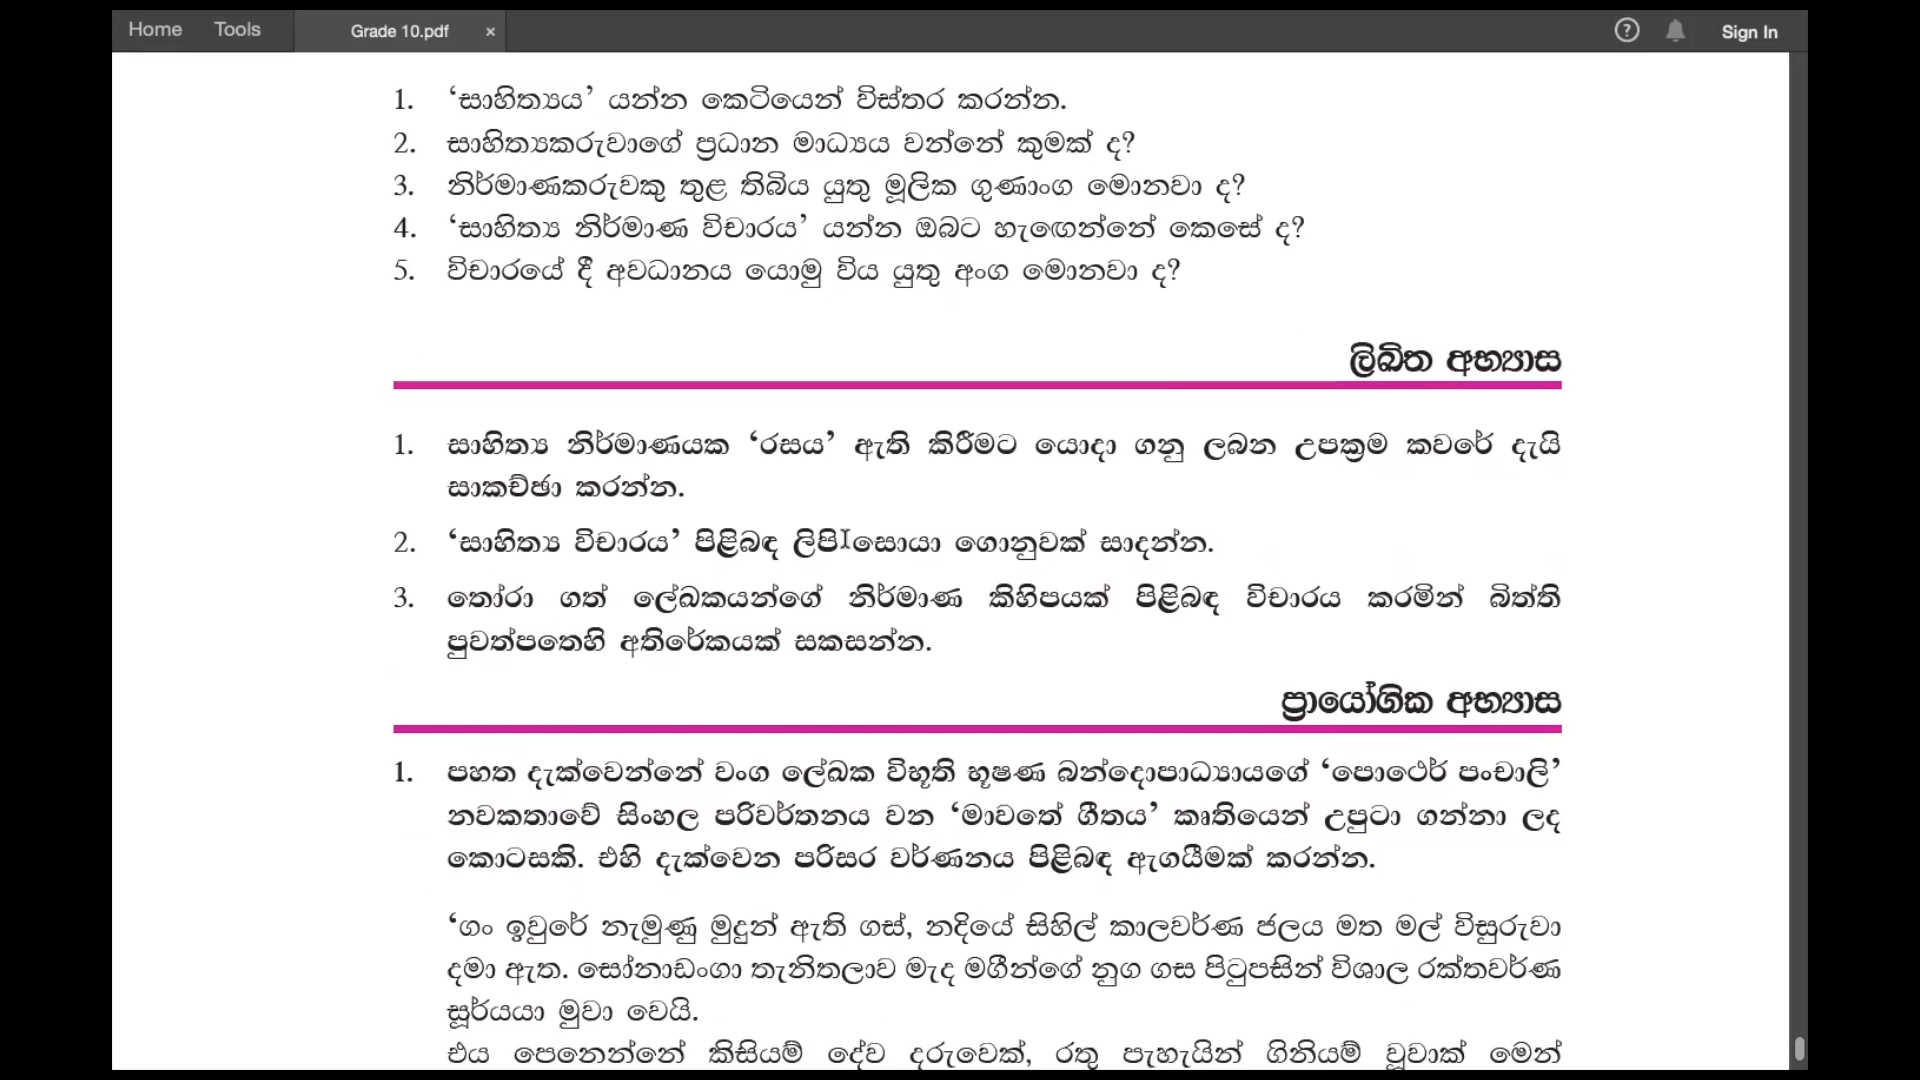 Home Tools Grade 10.pdf × ? Sign In
1. ‘සාහිත්‍යය’ යන්න කෙටියෙන් විස්තර කරන්න.
2. සාහිත්‍යකරුවාගේ ප්‍රධාන මාධ්‍යය වන්නේ කුමක් ද?
3. නිර්මාණකරුවකු තුළ තිබිය යුතු මූලික ගුණාංග මොනවා ද?
4. ‘සාහිත්‍ය නිර්මාණ විචාරය’ යන්න ඔබට හැඟෙන්නේ කෙසේ ද?
5. විචාරයේ දී අවධානය යොමු විය යුතු අංග මොනවා ද?
ලිඛිත අභ්‍යාස
1. සාහිත්‍ය නිර්මාණයක ‘රසය’ ඇති කිරීමට යොදා ගනු ලබන උපක්‍රම කවරේ දැයි
සාකච්ඡා කරන්න.
2. ‘සාහිත්‍ය විචාරය’ පිළිබඳ ලිපි සොයා ගොනුවක් සාදන්න.
3. තෝරා ගත් ලේඛකයන්ගේ නිර්මාණ කිහිපයක් පිළිබඳ විචාරය කරමින් බිත්ති
පුවත්පතෙහි අතිරේකයක් සකසන්න.
ප්‍රායෝගික අභ්‍යාස
1. පහත දැක්වෙන්නේ වංග ලේඛක විභූති භූෂණ බන්දොපාධ්‍යායගේ ‘පොථෙර් පංචාලි’
නවකතාවේ සිංහල පරිවර්තනය වන ‘මාවතේ ගීතය’ කෘතියෙන් උපුටා ගන්නා ලද
කොටසකි. එහි දැක්වෙන පරිසර වර්ණනය පිළිබඳ ඇගයීමක් කරන්න.
‘ගං ඉවුරේ නැමුණු මුදුන් ඇති ගස්, නදියේ සිහිල් කාලවර්ණ ජලය මත මල් විසුරුවා
දමා ඇත. සෝනාඩංගා තැනිතලාව මැද මගීන්ගේ නුග ගස පිටුපසින් විශාල රක්තවර්ණ
සූර්යයා මුවා වෙයි.
එය පෙනෙන්නේ කිසියම් දේව දරුවෙක්, රතු පැහැයින් ගිනියම් වූවාක් මෙන්